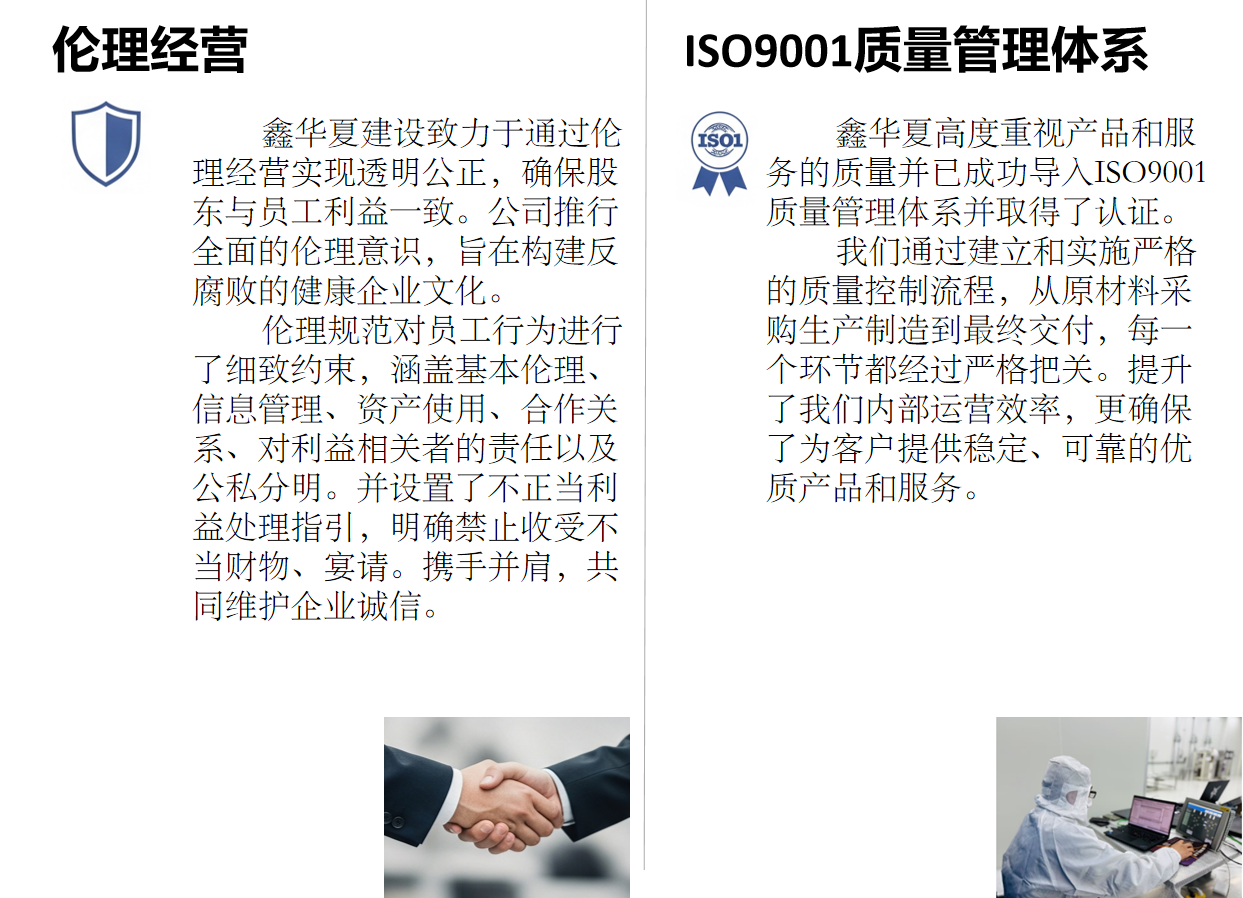 伦理经营
鑫华夏建设致力于通过伦
理经营实现透明公正，确保股
东与员工利益一致。公司推行
全面的伦理意识，旨在构建反
腐败的健康企业文化。
伦理规范对员工行为进行
了细致约束，涵盖基本伦理、
信息管理、资产使用、合作关
系、对利益相关者的责任以及
公私分明。并设置了不正当利
益处理指引，明确禁止收受不
当财物、宴请。携手并肩，共
同维护企业诚信。
ISO9001质量管理体系
ISO1
鑫华夏高度重视产品和服
务的质量并已成功导入ISO9001
质量管理体系并取得了认证。
我们通过建立和实施严格
的质量控制流程，从原材料采
购生产制造到最终交付，每一
个环节都经过严格把关。提升
了我们内部运营效率，更确保
了为客户提供稳定、可靠的优
质产品和服务。